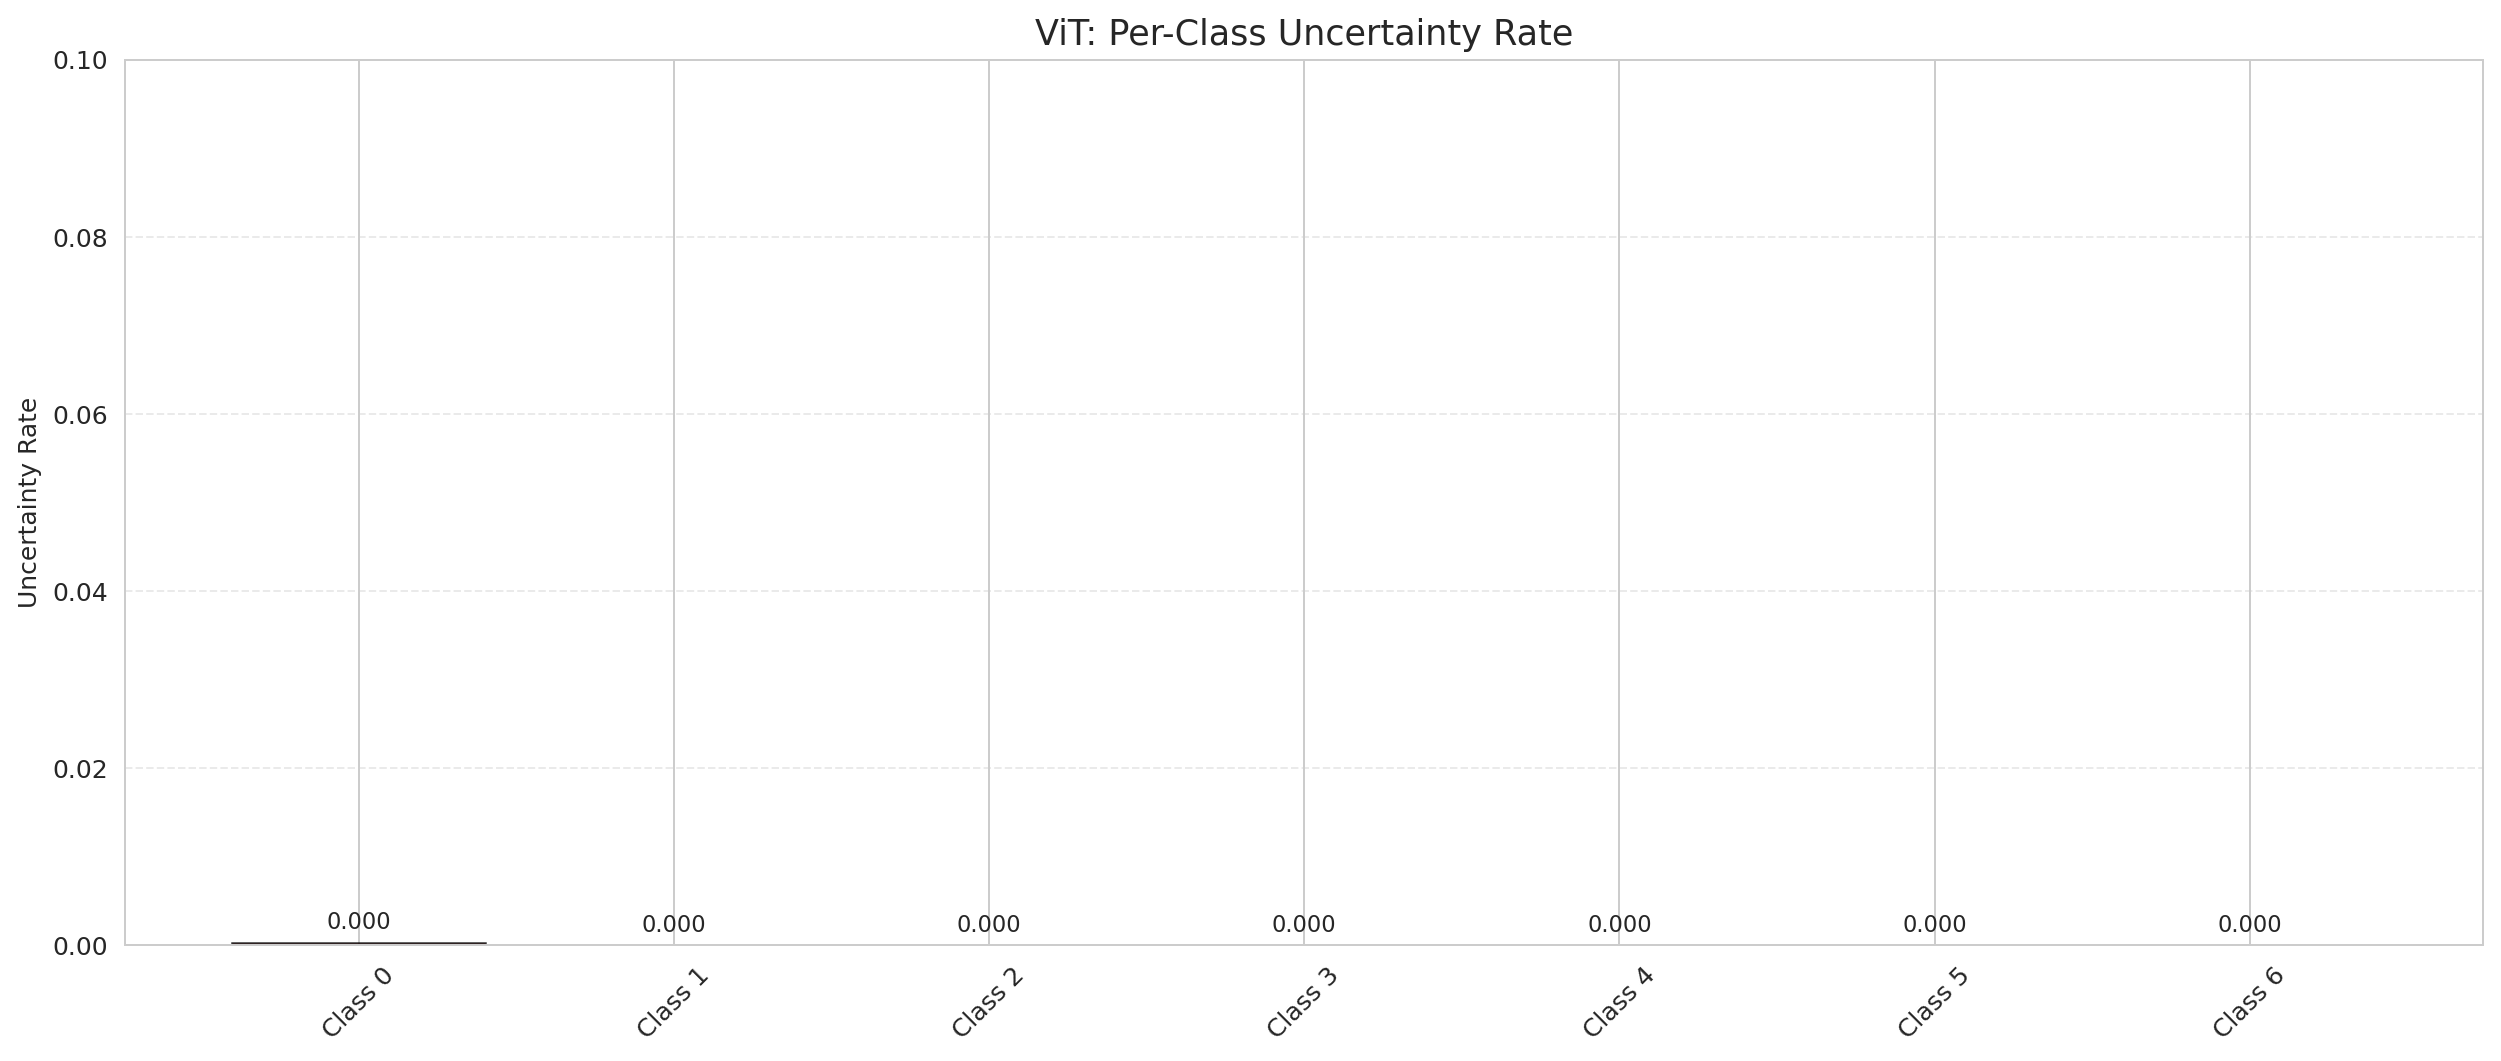 ViT: Per-Class Uncertainty Rate
Uncertainty Rate
0.10
0.08
0.06
0.04
0.02
0.00
0.000 0.000 0.000 0.000 0.000 0.000 0.000
Class 0 Class 1 Class 2 Class 3 Class 4 Class 5 Class 6